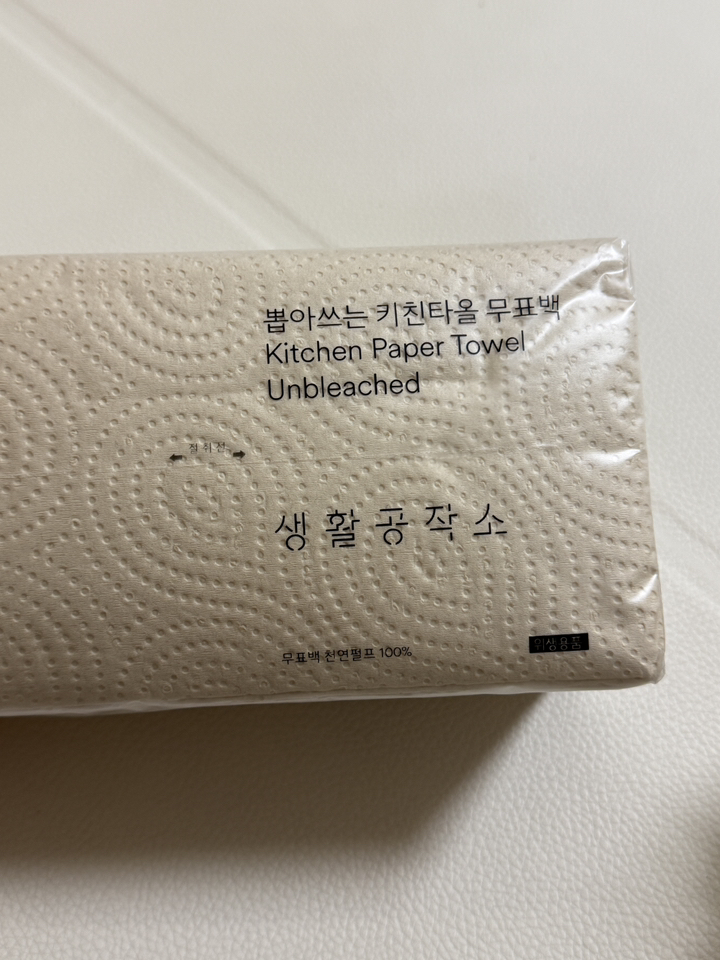 뽑아쓰는 키친타올 무표백
Kitchen Paper Towel
Unbleached
절취선
생활공작소
무표백 천연펄프 100%
위생용품